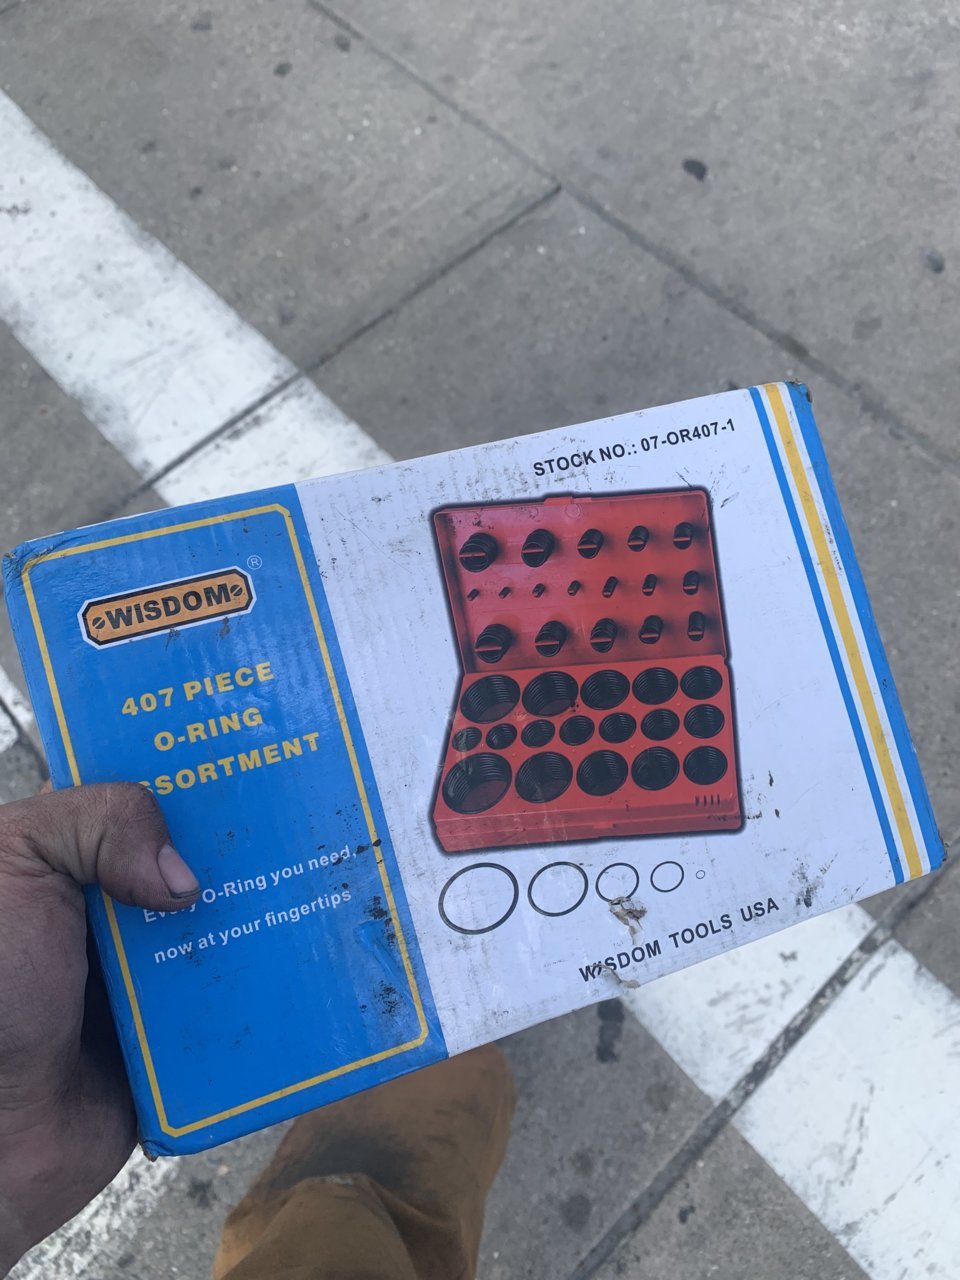 STOCK NO.: 07-OR407-1
WISDOM®
407 PIECE
O-RING
SSORTMENT
Every O-Ring you need,
now at your fingertips
WISDOM TOOLS USA